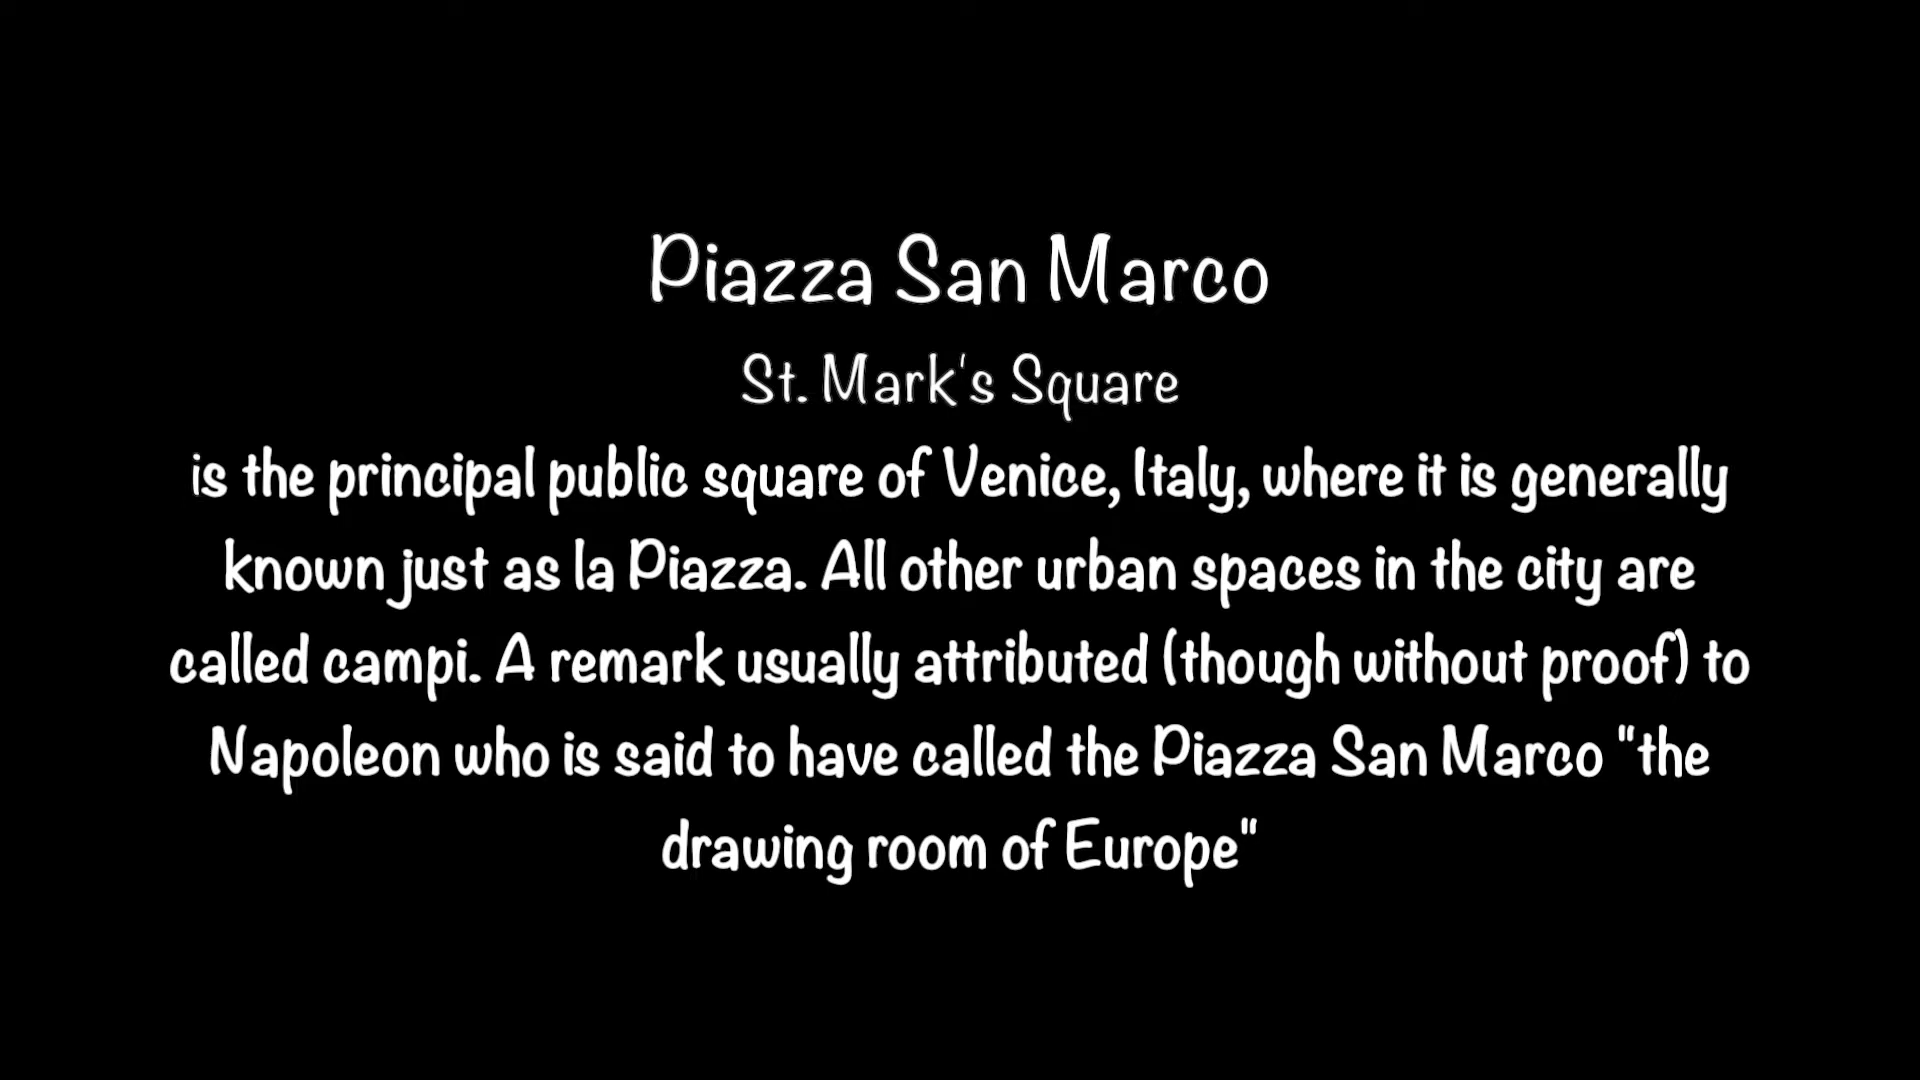 Piazza San Marco
St. Mark's Square
is the principal public square of Venice, Italy, where it is generally
known just as la Piazza. All other urban spaces in the city are
called campi. A remark usually attributed (though without proof) to
Napoleon who is said to have called the Piazza San Marco "the
drawing room of Europe"